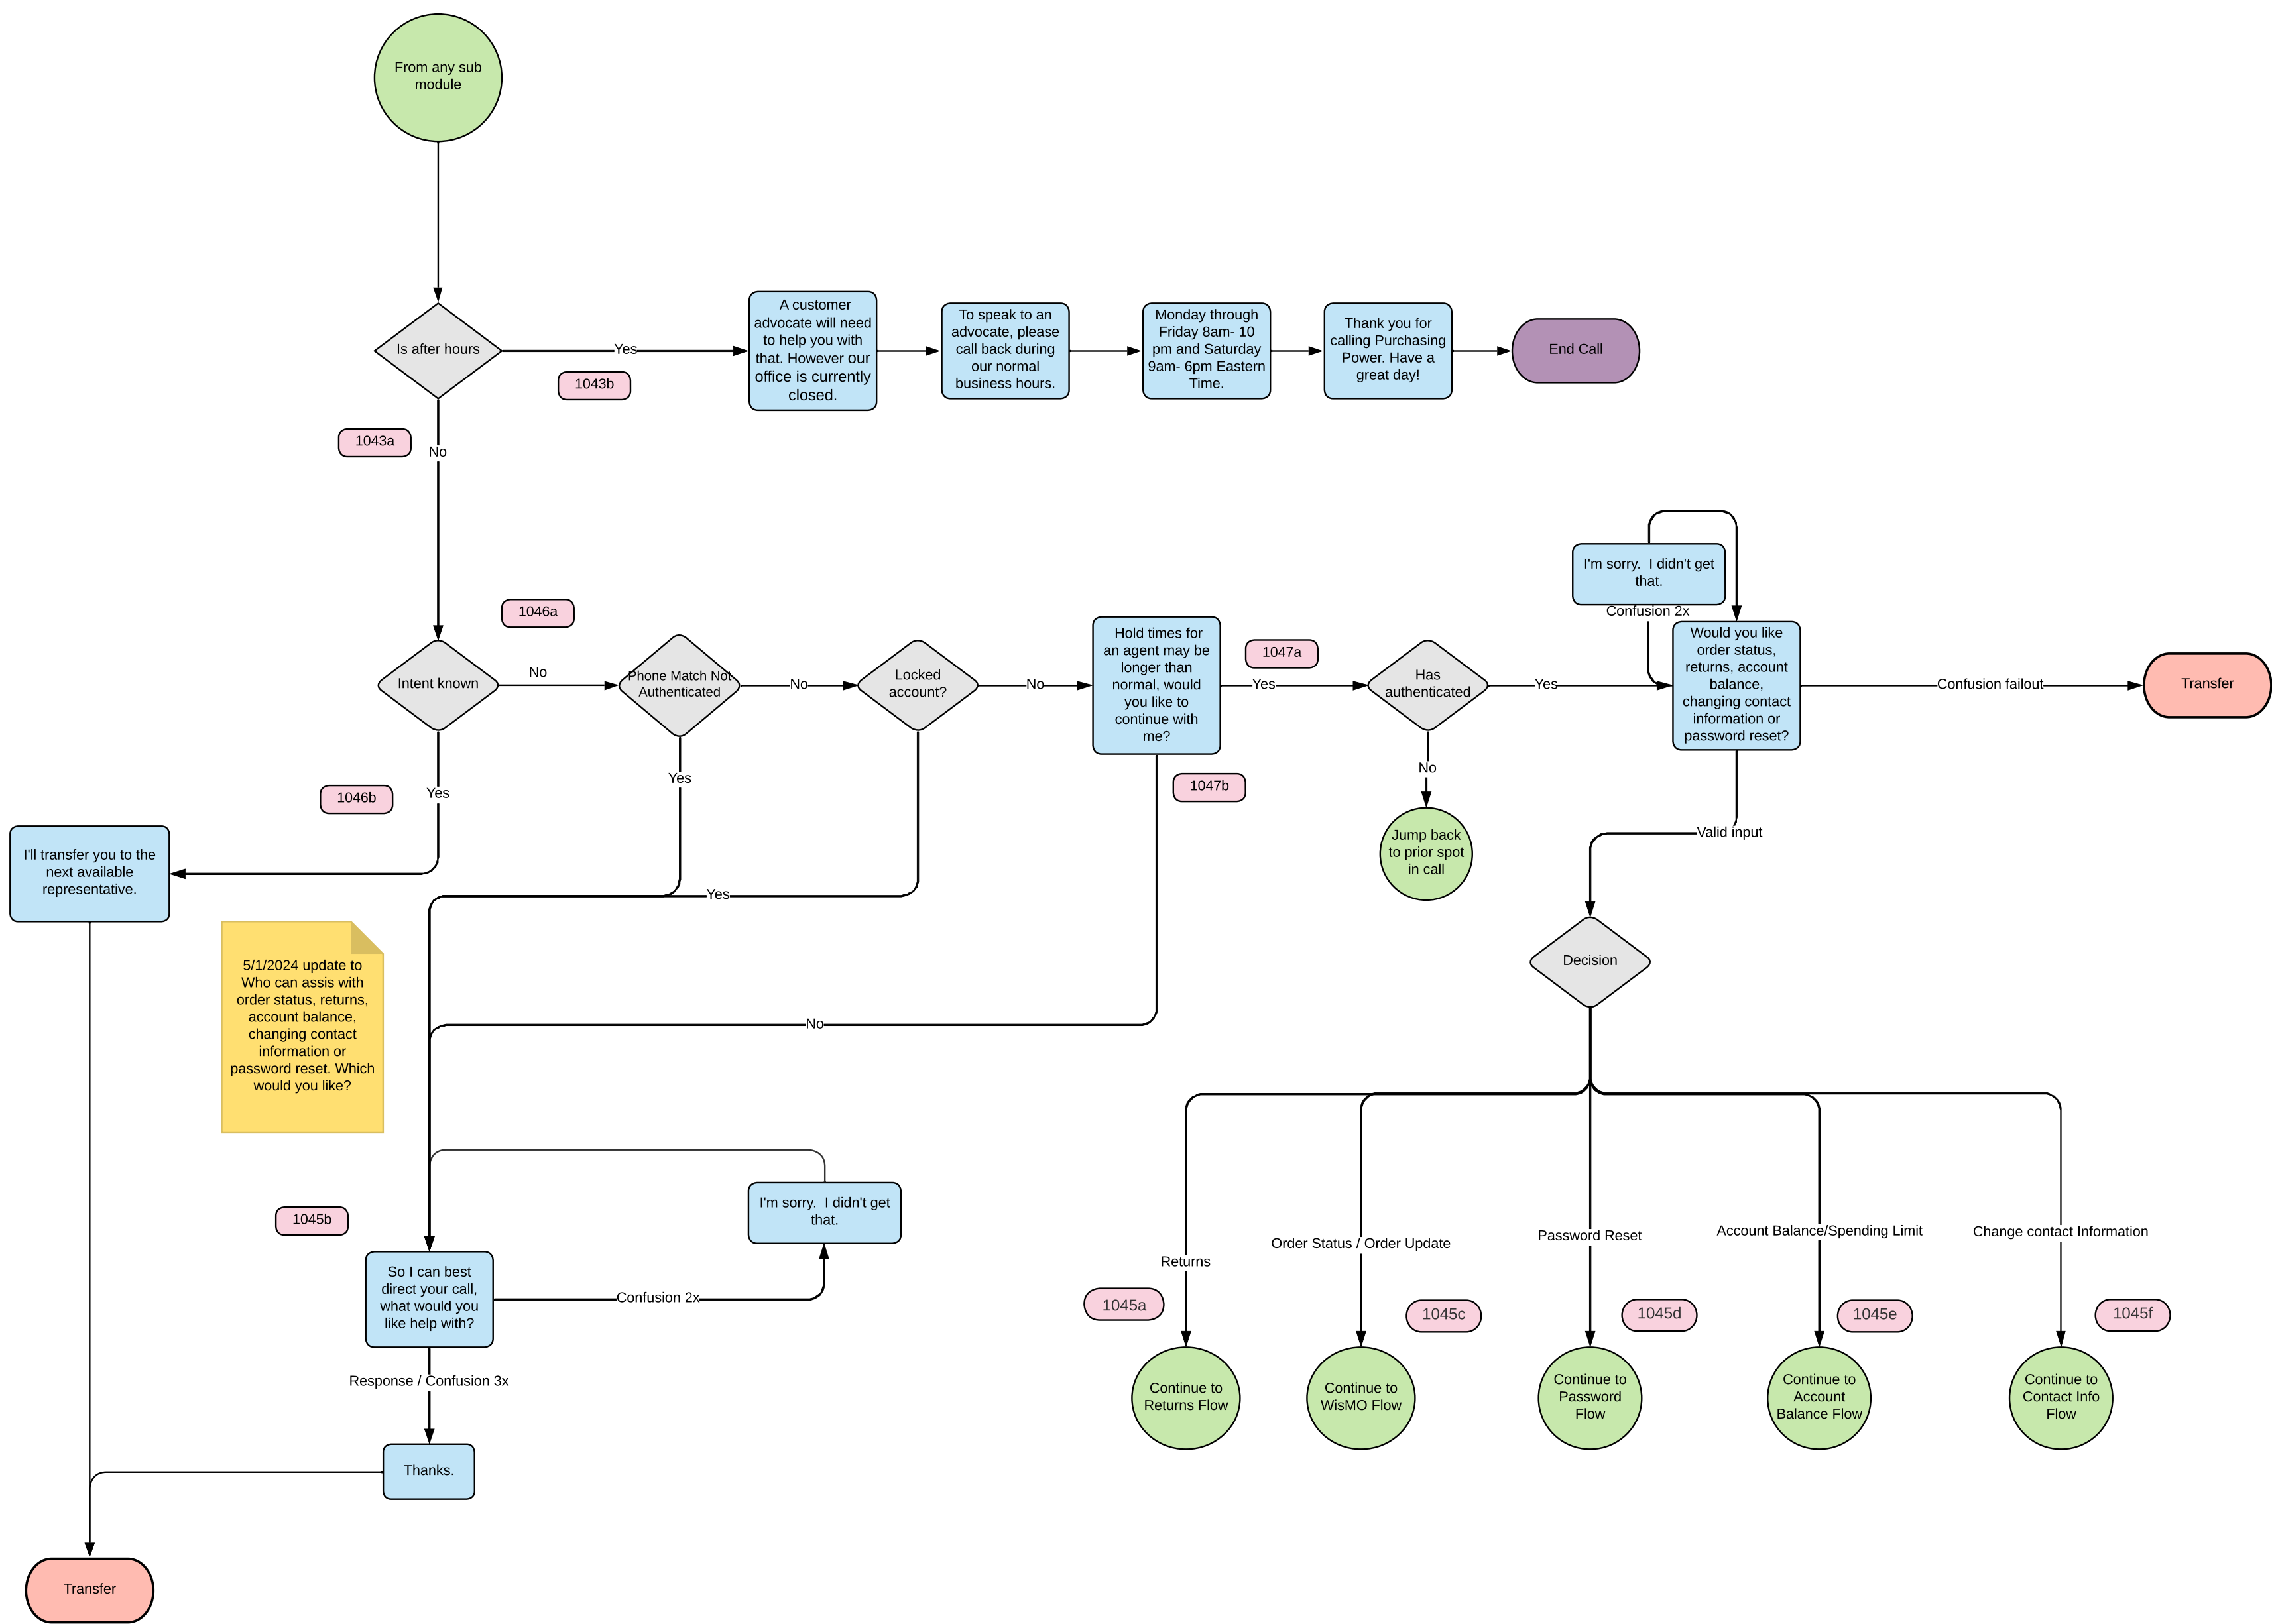 From any sub
module
Is after hours
Yes
1043b
A customer
advocate will need
to help you with
that. However our
office is currently
closed.
To speak to an
advocate, please
call back during
our normal
business hours.
Monday through
Friday 8am- 10
pm and Saturday
9am- 6pm Eastern
Time.
Thank you for
calling Purchasing
Power. Have a
great day!
End Call
1043a
No
1046a
Intent known
No
Phone Match Not
Authenticated
No
Locked
account?
No
Hold times for
an agent may be
longer than
normal, would
you like to
continue with
me?
1047a
Yes
Has
authenticated
Yes
I'm sorry.  I didn't get
that.
Confusion 2x
Would you like
order status,
returns, account
balance,
changing contact
information or
password reset?
Confusion failout
Transfer
1046b
Yes
Yes
Yes
1047b
No
Jump back
to prior spot
in call
Valid input
I'll transfer you to the
next available
representative.
5/1/2024 update to
Who can assis with
order status, returns,
account balance,
changing contact
information or
password reset. Which
would you like?
No
Decision
1045b
I'm sorry.  I didn't get
that.
So I can best
direct your call,
what would you
like help with?
Confusion 2x
Response / Confusion 3x
Thanks.
Transfer
Returns
Order Status / Order Update
Password Reset
Account Balance/Spending Limit
Change contact Information
1045a
1045c
1045d
1045e
1045f
Continue to
Returns Flow
Continue to
WisMO Flow
Continue to
Password
Flow
Continue to
Account
Balance Flow
Continue to
Contact Info
Flow